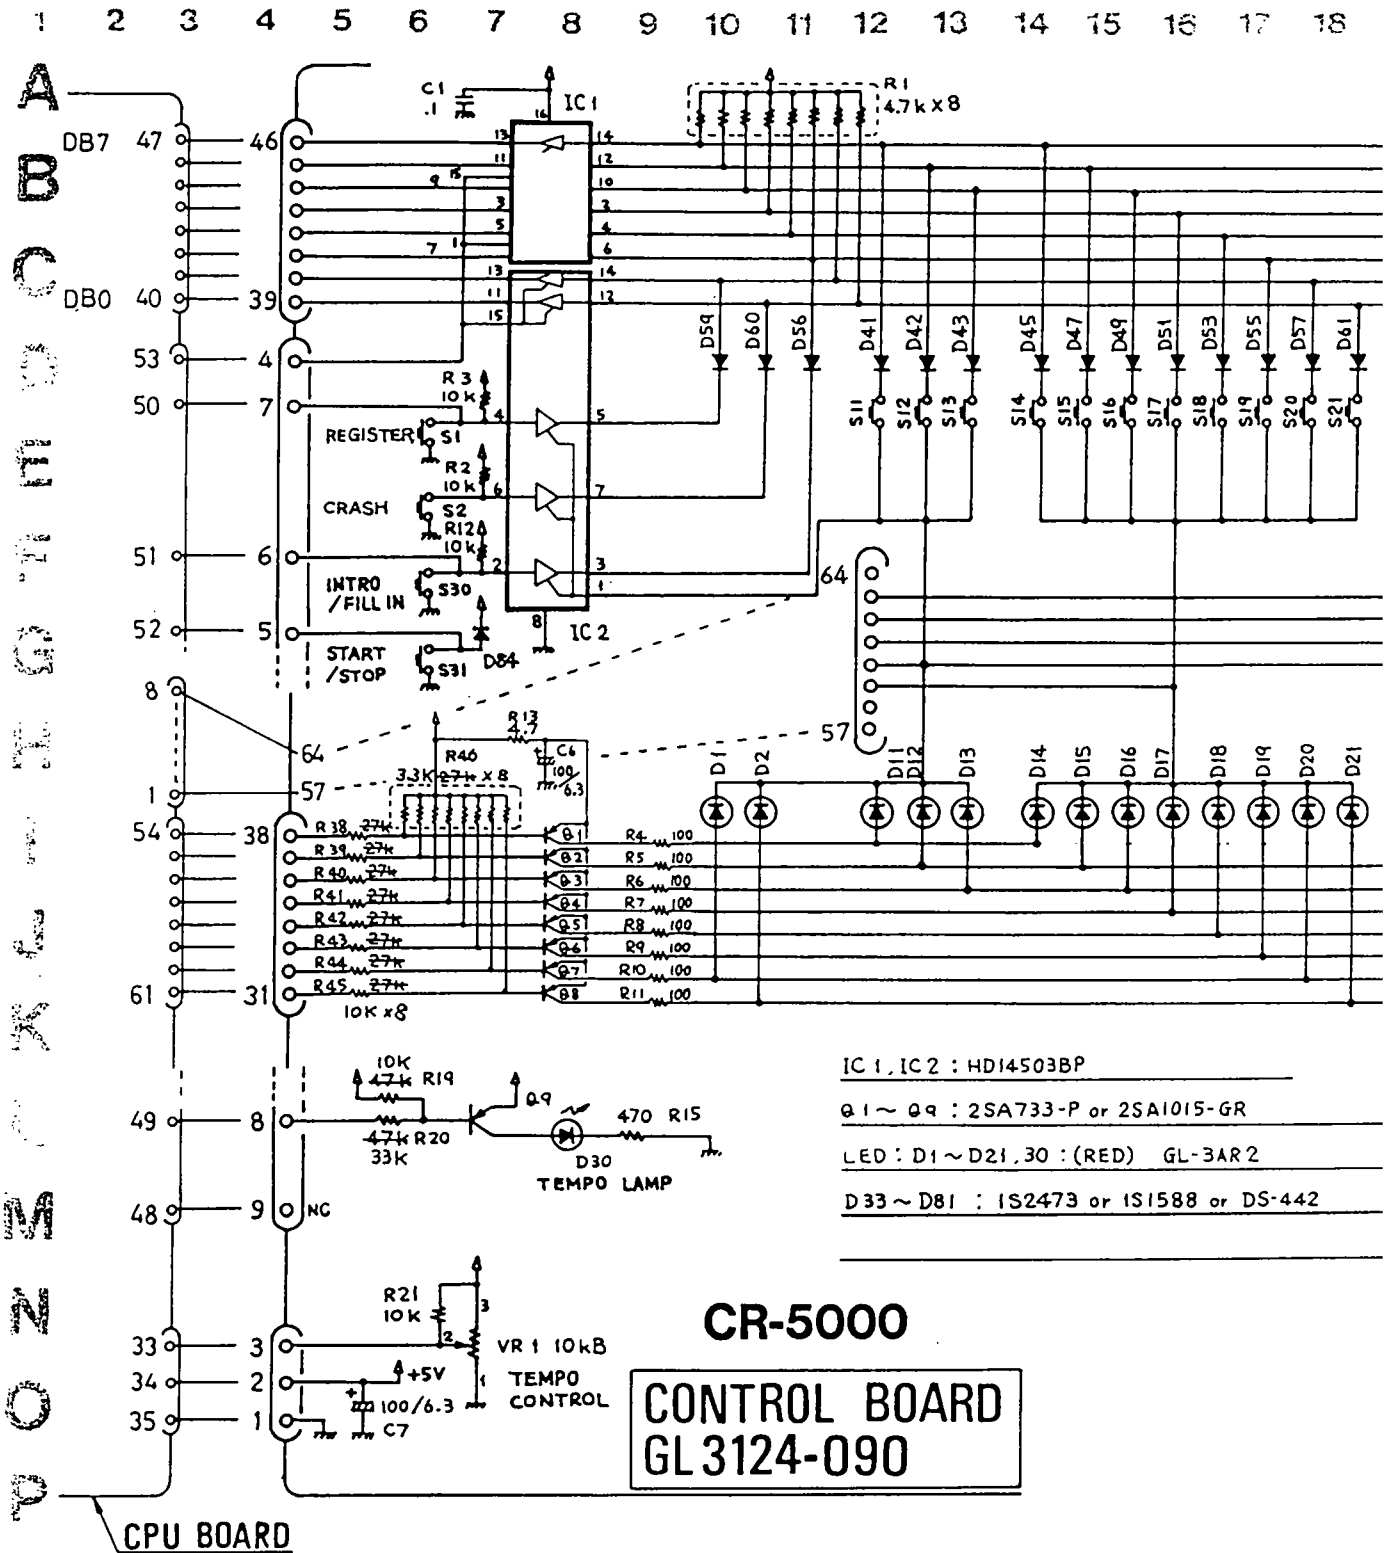 1 2 3 4 5 6 7 8 9 10 11 12 13 14 15 16 17 18
A
B
C
D
E
F
G
H
I
J
K
L
M
N
O
P
DB7 47 46
DB0 40 39
53 4
50 7
51 6
52 5
8
64
57
1
54 38
61 31
49 8
48 9 NC
33 3
34 2
35 1
C1
.1
16 IC1
13 14
11 12
15
9 10
3 2
5 4
1
7 6
13 14
11 12
15
R1
4.7k×8
R3
10k
4 5
REGISTER S1
R2
10k
6 7
CRASH S2
R12
10k
2 3
1
INTRO
/FILL IN
S30
8 IC2
START
/STOP
S31
D84
D59 D60 D56 D41 D42 D43 D45 D47 D49 D51 D53 D55 D57 D61
S11 S12 S13 S14 S15 S16 S17 S18 S19 S20 S21
64
57
R13
4.7
C6
+
100
/6.3
R46
3.3K 27k × 8
D1 D2 D11 D12 D13 D14 D15 D16 D17 D18 D19 D20 D21
R38 27k Q1 R4 100
R39 27k Q2 R5 100
R40 27k Q3 R6 100
R41 27k Q4 R7 100
R42 27k Q5 R8 100
R43 27k Q6 R9 100
R44 27k Q7 R10 100
R45 27k Q8 R11 100
10K ×8
10K
47k R19
47k R20
33K
Q9
D30
TEMPO LAMP
470 R15
IC 1, IC 2 : HD14503BP
Q1 ~ Q9 : 2SA733-P or 2SA1015-GR
LED : D1 ~ D21, 30 : (RED) GL-3AR2
D33 ~ D81 : 1S2473 or 1S1588 or DS-442
R21
10K
3
2
1
VR 1 10kB
TEMPO
CONTROL
+5V
+
100/6.3
C7
CR-5000
CONTROL BOARD
GL3124-090
CPU BOARD